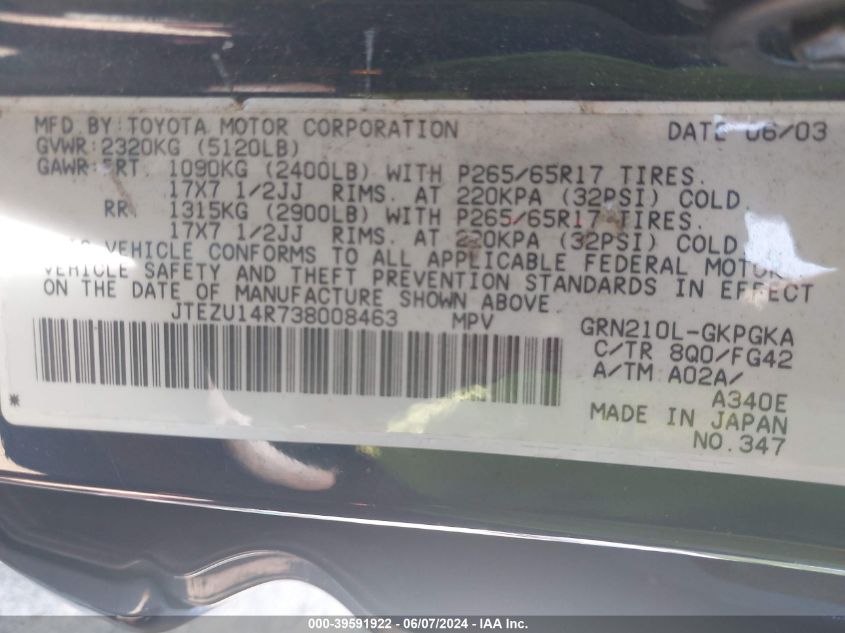 MFD BY: TOYOTA MOTOR CORPORATION DATE 06/03
GVWR: 2320KG (5120LB)
GAWR: FRT 1090KG (2400LB) WITH P265/65R17 TIRES.
17X7 1/2JJ RIMS. AT 220KPA (32PSI) COLD.
RR 1315KG (2900LB) WITH P265/65R17 TIRES.
17X7 1/2JJ RIMS. AT 220KPA (32PSI) COLD.
THIS VEHICLE CONFORMS TO ALL APPLICABLE FEDERAL MOTOR
VEHICLE SAFETY AND THEFT PREVENTION STANDARDS IN EFFECT
ON THE DATE OF MANUFACTURE SHOWN ABOVE.
JTEZU14R738008463 MPV GRN210L-GKPGKA
C/TR 8Q0/FG42
A/TM A02A/
A340E
MADE IN JAPAN
NO.347
000-39591922 - 06/07/2024 - IAA Inc.